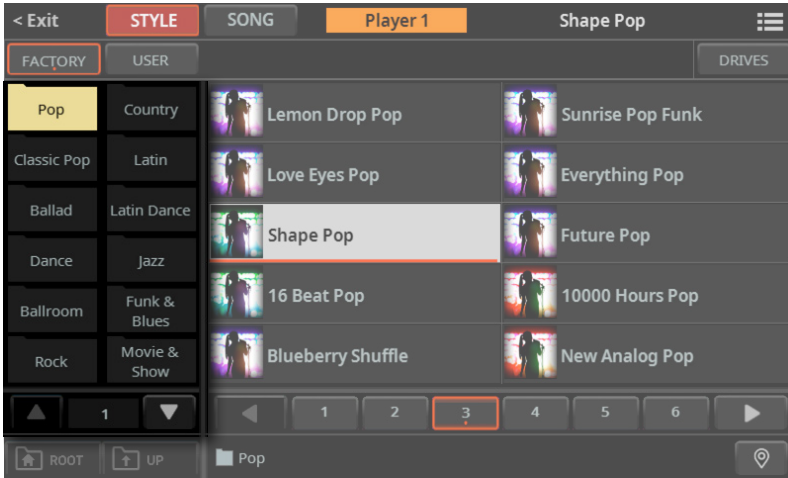 < Exit STYLE SONG Player 1 Shape Pop
FACTORY USER DRIVES
Pop Country Lemon Drop Pop Sunrise Pop Funk
Classic Pop Latin Love Eyes Pop Everything Pop
Ballad Latin Dance Shape Pop Future Pop
Dance Jazz
Ballroom Funk & Blues 16 Beat Pop 10000 Hours Pop
Rock Movie & Show Blueberry Shuffle New Analog Pop
1 1 2 3 4 5 6
ROOT UP Pop